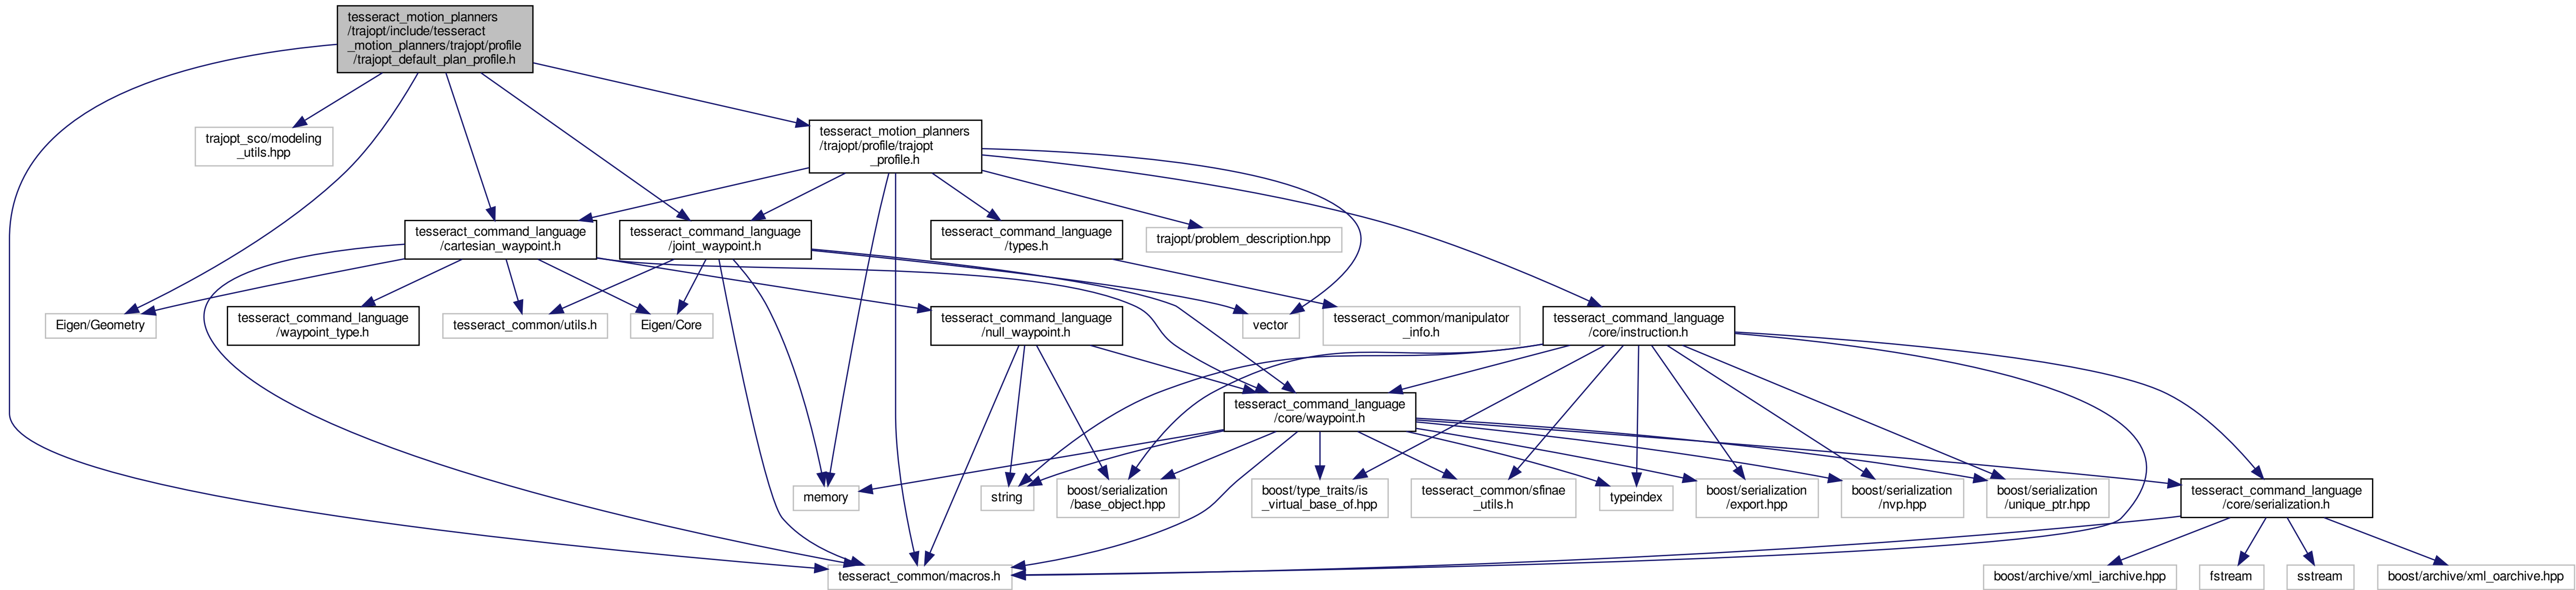 tesseract_motion_planners
/trajopt/include/tesseract
_motion_planners/trajopt/profile
/trajopt_default_plan_profile.h
trajopt_sco/modeling
_utils.hpp
tesseract_motion_planners
/trajopt/profile/trajopt
_profile.h
tesseract_command_language
/cartesian_waypoint.h
tesseract_command_language
/joint_waypoint.h
tesseract_command_language
/types.h
trajopt/problem_description.hpp
Eigen/Geometry
tesseract_command_language
/waypoint_type.h
tesseract_common/utils.h
Eigen/Core
tesseract_command_language
/null_waypoint.h
vector
tesseract_common/manipulator
_info.h
tesseract_command_language
/core/instruction.h
tesseract_command_language
/core/waypoint.h
memory
string
boost/serialization
/base_object.hpp
boost/type_traits/is
_virtual_base_of.hpp
tesseract_common/sfinae
_utils.h
typeindex
boost/serialization
/export.hpp
boost/serialization
/nvp.hpp
boost/serialization
/unique_ptr.hpp
tesseract_command_language
/core/serialization.h
tesseract_common/macros.h
boost/archive/xml_iarchive.hpp
fstream
sstream
boost/archive/xml_oarchive.hpp